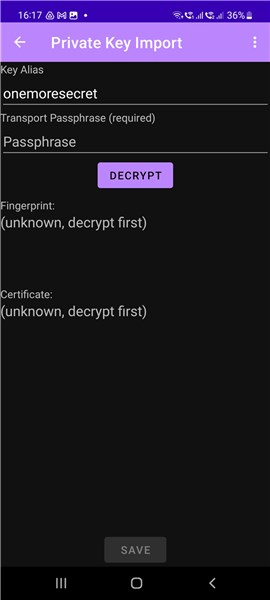 16:17
36%
Private Key Import
Key Alias
onemoresecret
Transport Passphrase (required)
Passphrase
DECRYPT
Fingerprint:
(unknown, decrypt first)
Certificate:
(unknown, decrypt first)
SAVE